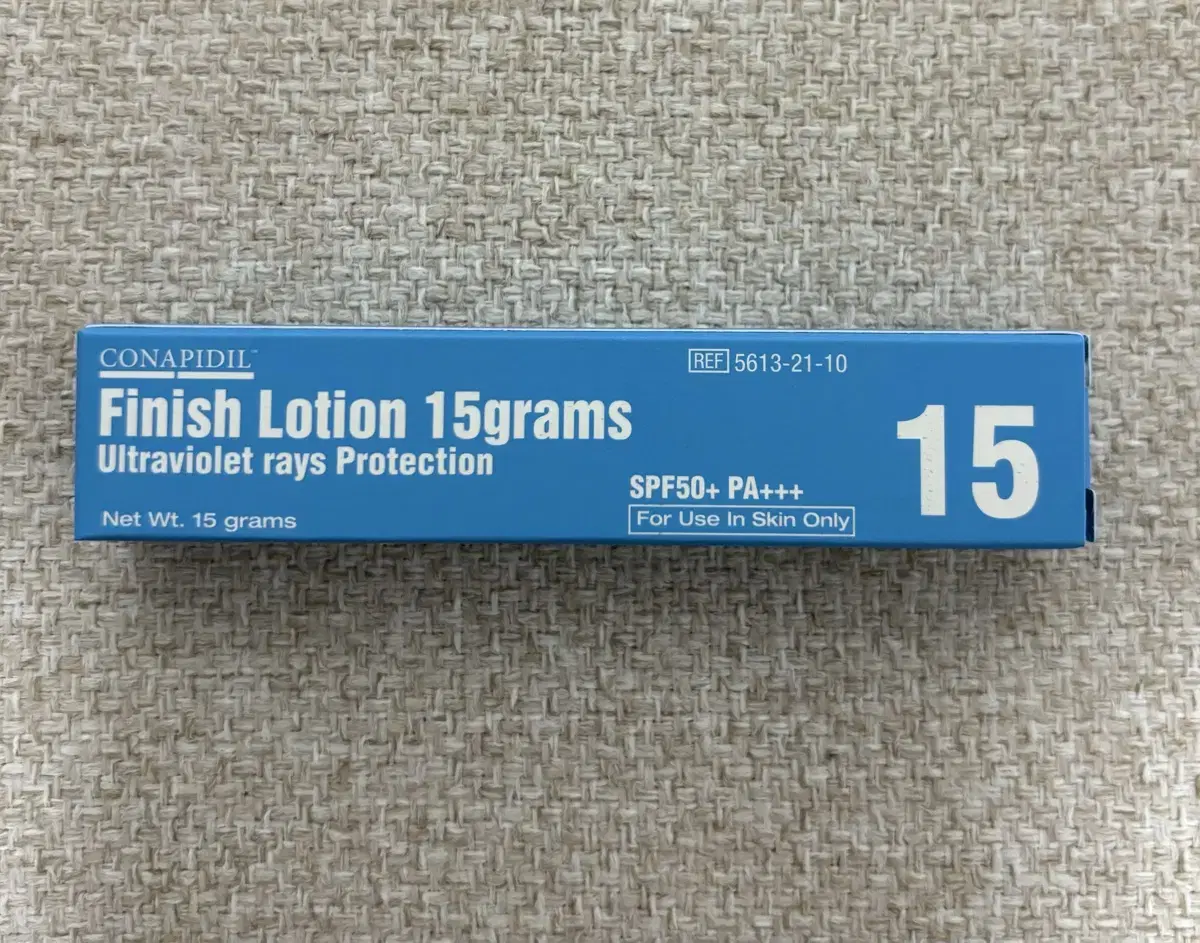 CONAPIDIL™
REF 5613-21-10
Finish Lotion 15grams
Ultraviolet rays Protection
15
SPF50+ PA+++
Net Wt. 15 grams
For Use In Skin Only